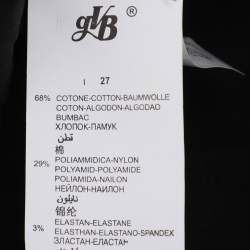 gVB®
I 27
68% COTONE-COTTON-BAUMWOLLE
COTON-ALGODON-ALGODAO
BUMBAC
ХЛОПОК-ПАМУК
قطن
棉
29% POLIAMMIDICA-NYLON
POLYAMID-POLYAMIDE
POLIAMIDA-NAILON
НЕЙЛОН-НАЙЛОН
نايلون
锦纶
3% ELASTAN-ELASTANE
ELASTHAN-ELASTANO-SPANDEX
ЭЛАСТАН-ЕЛАСТАН